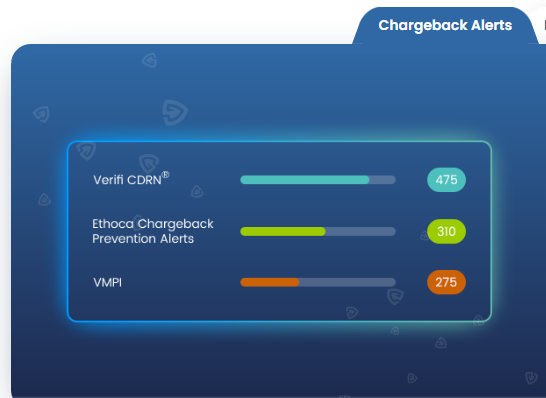 Chargeback Alerts
Verifi CDRN® 475
Ethoca Chargeback
Prevention Alerts 310
VMPI 275